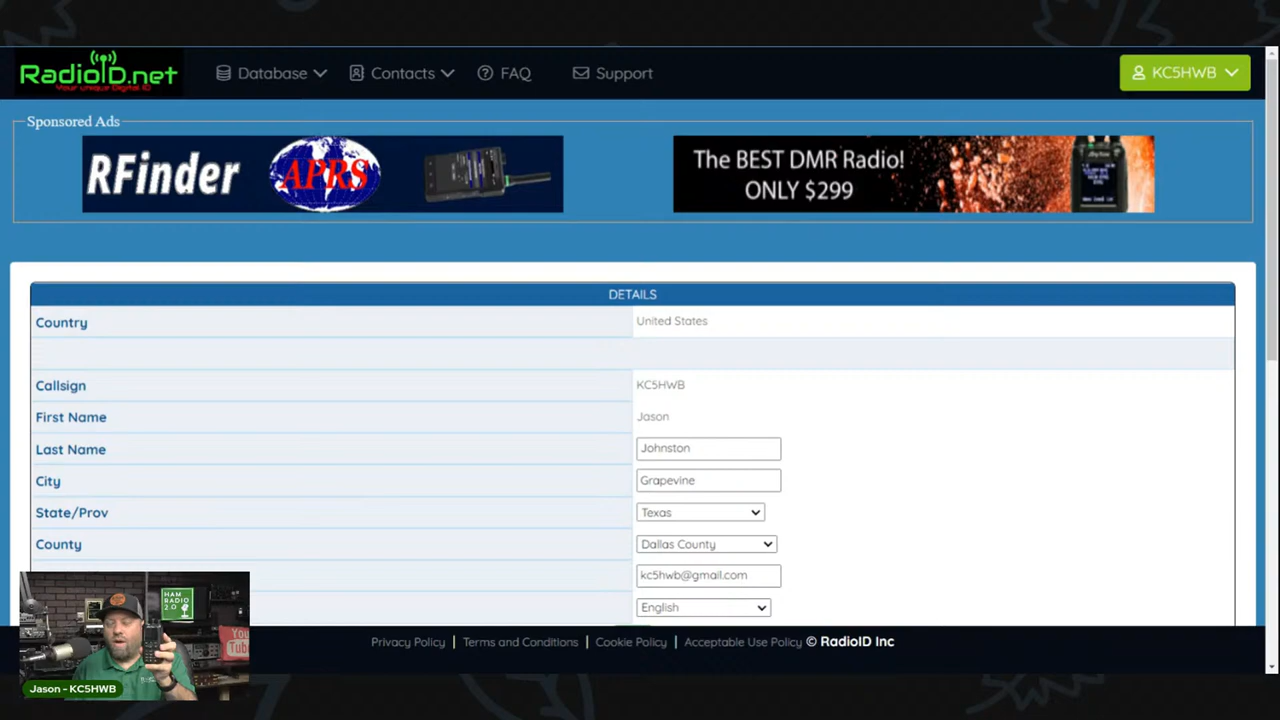 RadioID.net
Your unique Digital ID
Database
Contacts
FAQ
Support
KC5HWB
Sponsored Ads
RFinder
APRS
The BEST DMR Radio!
ONLY $299
DETAILS
Country United States
Callsign KC5HWB
First Name Jason
Last Name Johnston
City Grapevine
State/Prov Texas
County Dallas County
kc5hwb@gmail.com
English
HAM
RADIO
2.0
You
Tube
Jason - KC5HWB
Privacy Policy | Terms and Conditions | Cookie Policy | Acceptable Use Policy © RadioID Inc